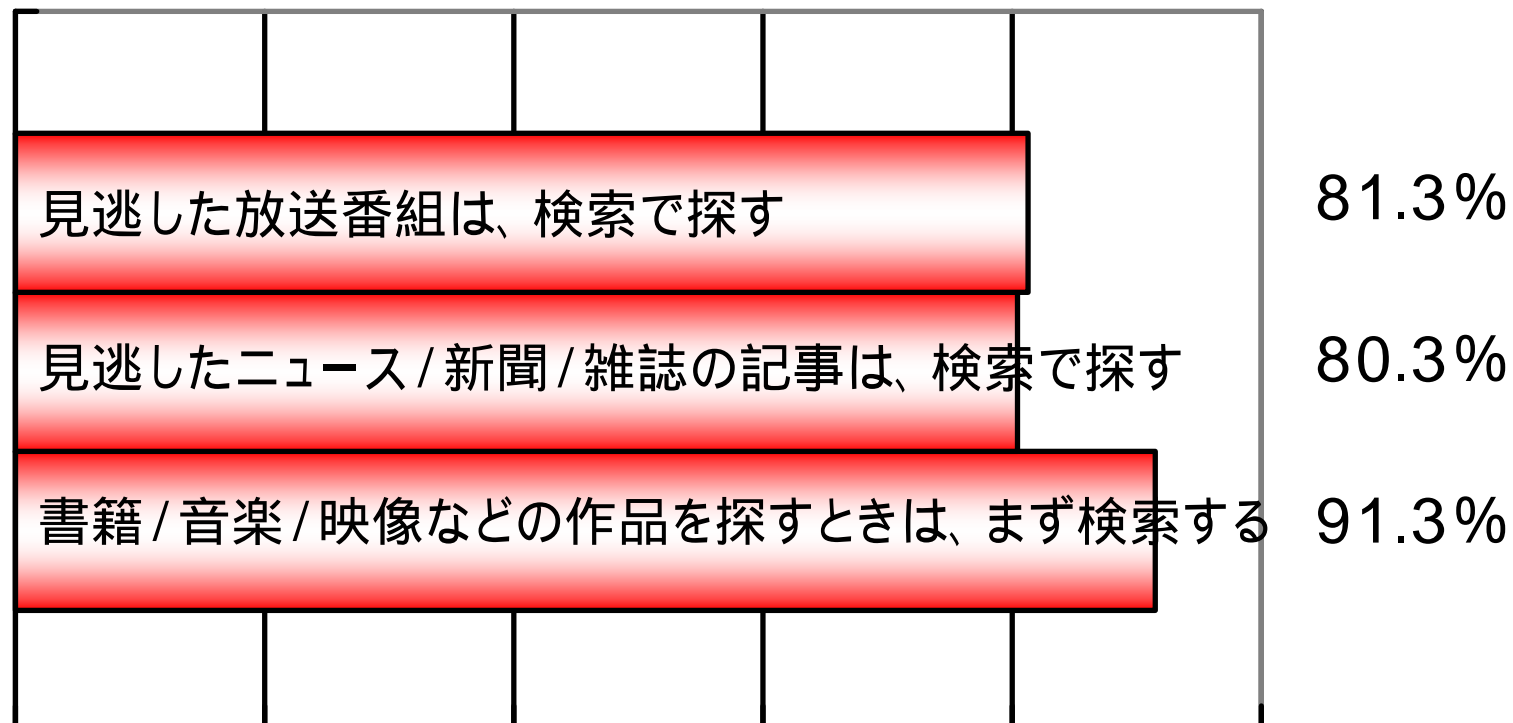 見逃した放送番組は、検索で探す 81.3%
見逃したニュース/新聞/雑誌の記事は、検索で探す 80.3%
書籍/音楽/映像などの作品を探すときは、まず検索する 91.3%